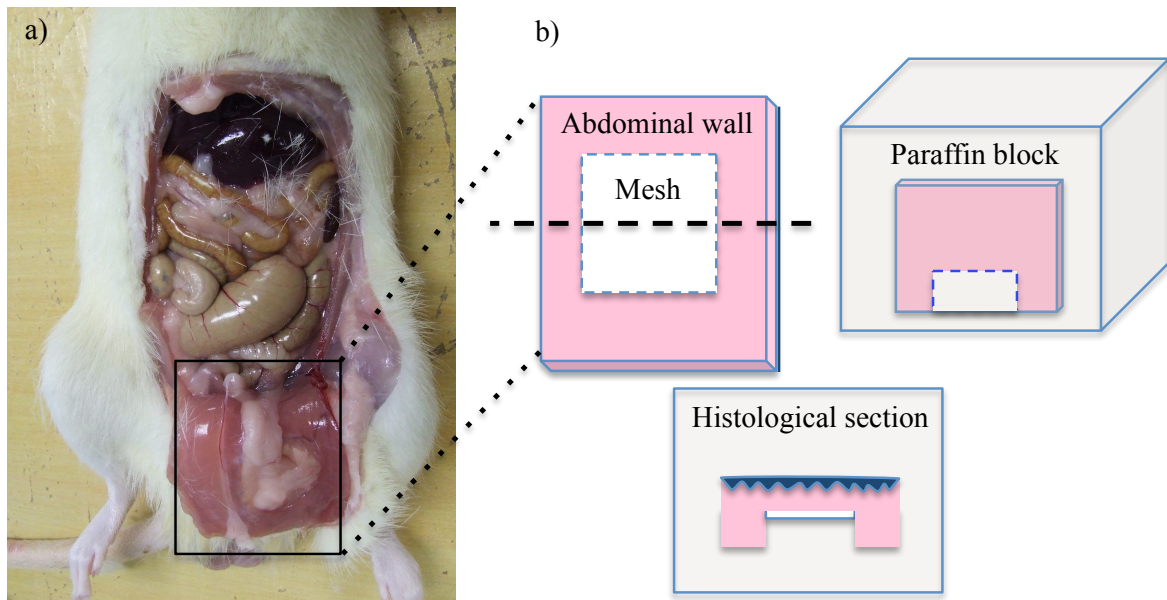 a)
b)
Abdominal wall
Mesh
Paraffin block
Histological section